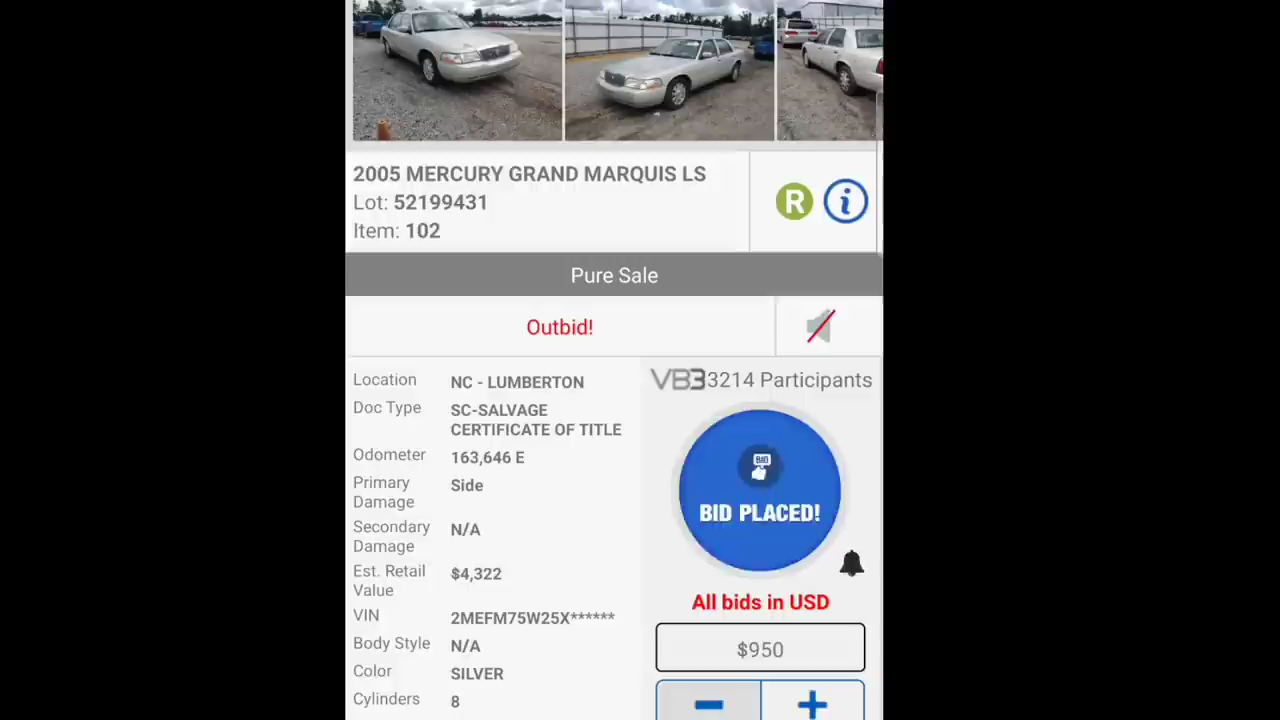 2005 MERCURY GRAND MARQUIS LS
Lot: 52199431
Item: 102
R
i
Pure Sale
Outbid!
Location NC - LUMBERTON
Doc Type SC-SALVAGE
CERTIFICATE OF TITLE
Odometer 163,646 E
Primary
Damage Side
Secondary
Damage N/A
Est. Retail
Value $4,322
VIN 2MEFM75W25X******
Body Style N/A
Color SILVER
Cylinders 8
VB3 3214 Participants
BID
BID PLACED!
All bids in USD
$950
− +